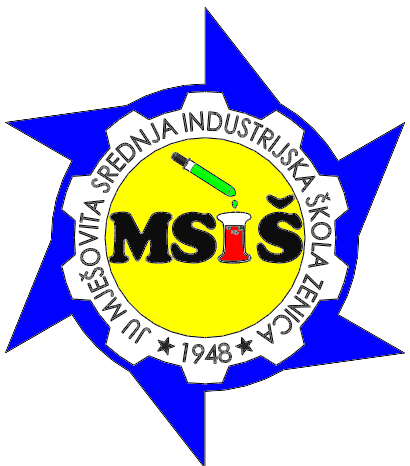 JU MJEŠOVITA SREDNJA INDUSTRIJSKA ŠKOLA ZENICA
MSIŠ
★ 1948 ★